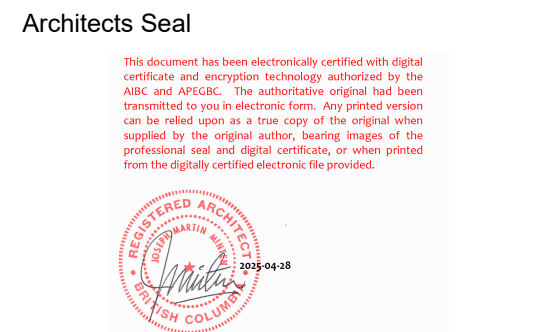 Architects Seal
This document has been electronically certified with digital
certificate and encryption technology authorized by the
AIBC and APEGBC. The authoritative original had been
transmitted to you in electronic form. Any printed version
can be relied upon as a true copy of the original when
supplied by the original author, bearing images of the
professional seal and digital certificate, or when printed
from the digitally certified electronic file provided.
REGISTERED ARCHITECT
JOSEPH MARTIN
2025-04-28
BRITISH COLUMBIA